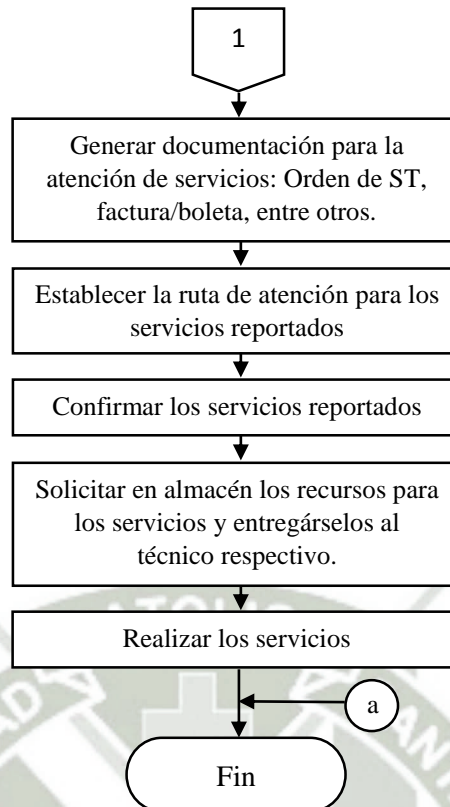 1
Generar documentación para la
atención de servicios: Orden de ST,
factura/boleta, entre otros.
Establecer la ruta de atención para los
servicios reportados
Confirmar los servicios reportados
Solicitar en almacén los recursos para
los servicios y entregárselos al
técnico respectivo.
Realizar los servicios
a
Fin